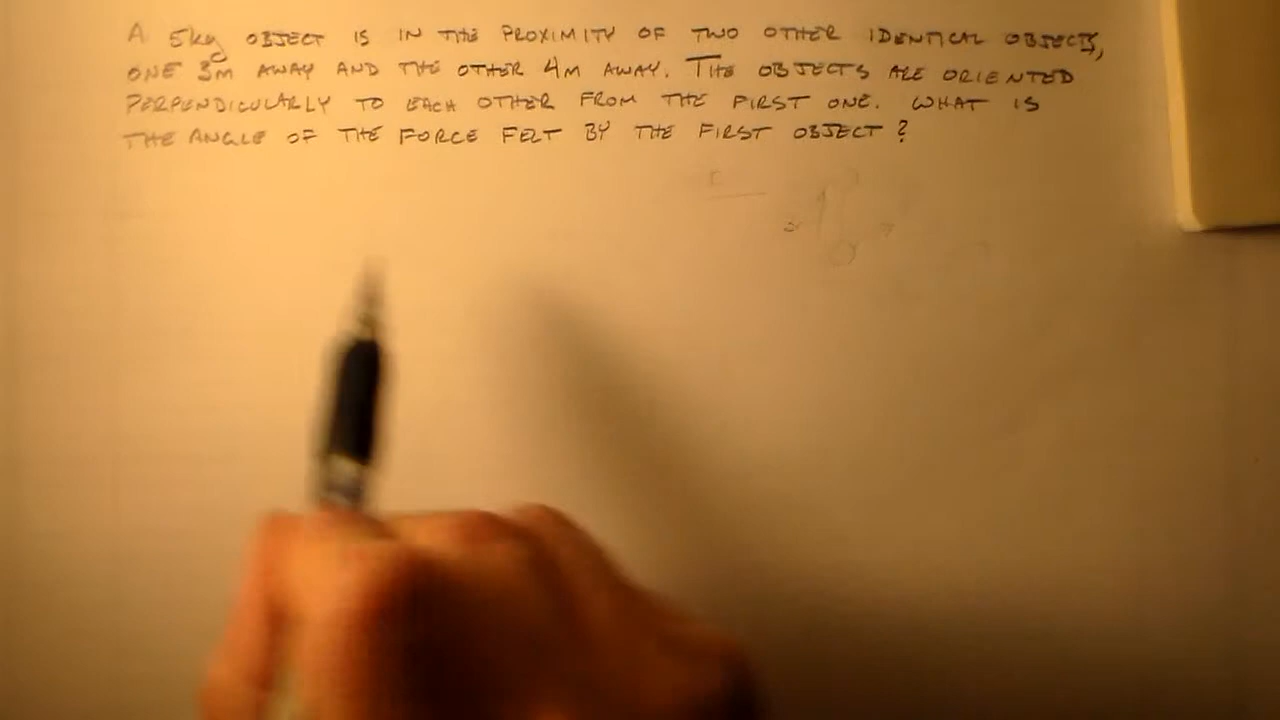 A 5kg OBJECT IS IN THE PROXIMITY OF TWO OTHER IDENTICAL OBJECTS,
ONE 3M AWAY AND THE OTHER 4M AWAY. THE OBJECTS ARE ORIENTED
PERPENDICULARLY TO EACH OTHER FROM THE FIRST ONE. WHAT IS
THE ANGLE OF THE FORCE FELT BY THE FIRST OBJECT?